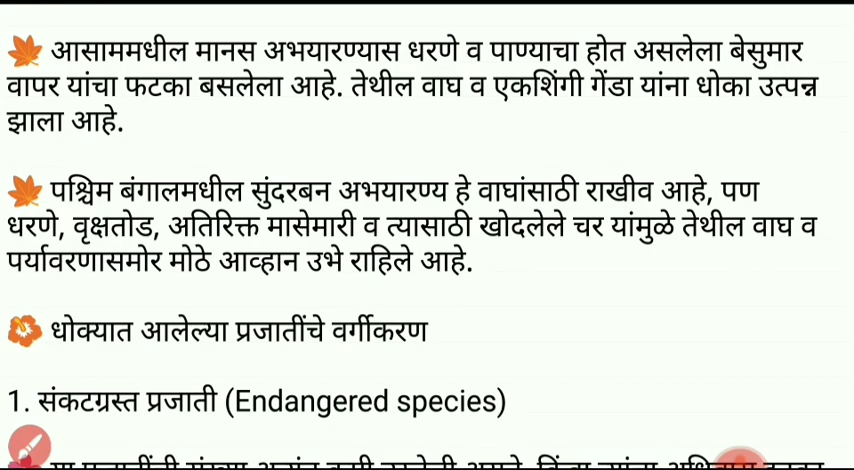 आसाममधील मानस अभयारण्यास धरणे व पाण्याचा होत असलेला बेसुमार
वापर यांचा फटका बसलेला आहे. तेथील वाघ व एकशिंगी गेंडा यांना धोका उत्पन्न
झाला आहे.
पश्चिम बंगालमधील सुंदरबन अभयारण्य हे वाघांसाठी राखीव आहे, पण
धरणे, वृक्षतोड, अतिरिक्त मासेमारी व त्यासाठी खोदलेले चर यांमुळे तेथील वाघ व
पर्यावरणासमोर मोठे आव्हान उभे राहिले आहे.
धोक्यात आलेल्या प्रजातींचे वर्गीकरण
1. संकटग्रस्त प्रजाती (Endangered species)